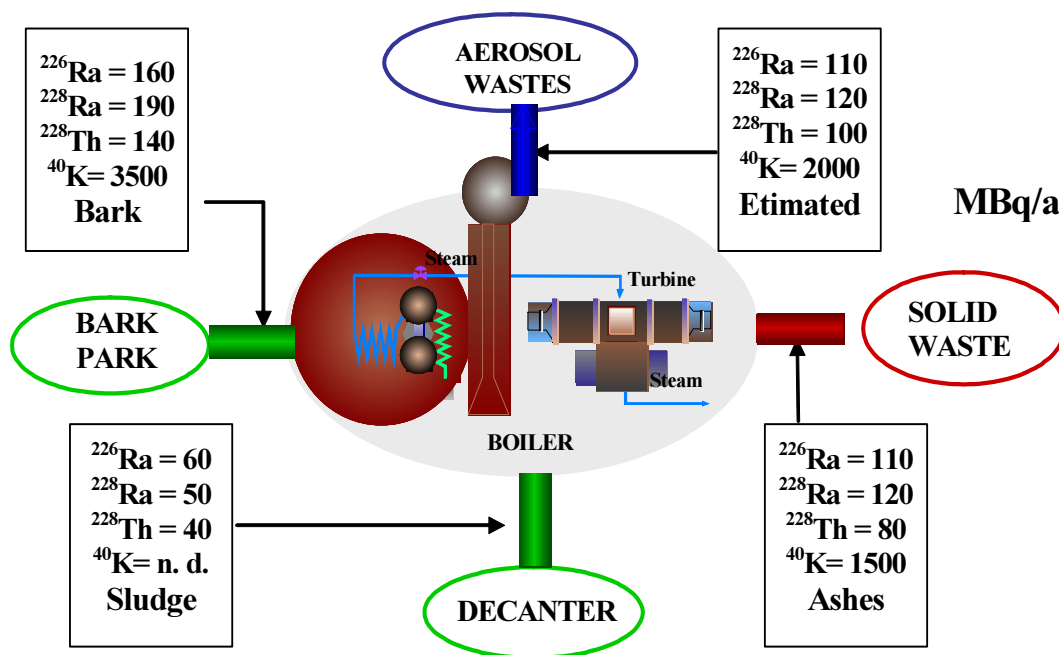 ²²⁶Ra = 160
²²⁸Ra = 190
²²⁸Th = 140
⁴⁰K= 3500
Bark
AEROSOL
WASTES
²²⁶Ra = 110
²²⁸Ra = 120
²²⁸Th = 100
⁴⁰K= 2000
Etimated
MBq/a
Steam
Turbine
BARK
PARK
SOLID
WASTE
Steam
BOILER
²²⁶Ra = 60
²²⁸Ra = 50
²²⁸Th = 40
⁴⁰K= n. d.
Sludge
²²⁶Ra = 110
²²⁸Ra = 120
²²⁸Th = 80
⁴⁰K= 1500
Ashes
DECANTER